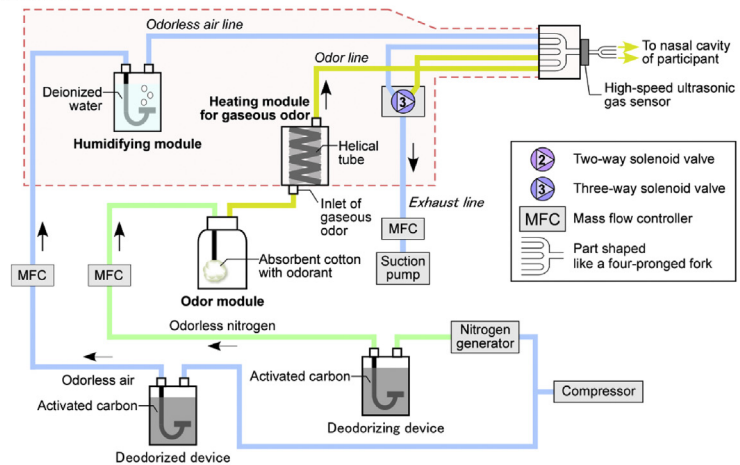 Odorless air line
Odor line
To nasal cavity
of participant
High-speed ultrasonic
gas sensor
Deionized
water
Humidifying module
Heating module
for gaseous odor
Helical
tube
3
Inlet of
gaseous
odor
Exhaust line
MFC
Suction
pump
2 Two-way solenoid valve
3 Three-way solenoid valve
MFC Mass flow controller
Part shaped
like a four-pronged fork
MFC
MFC
Absorbent cotton
with odorant
Odor module
Odorless nitrogen
Nitrogen
generator
Odorless air
Activated carbon
Activated carbon
Compressor
Deodorizing device
Deodorized device